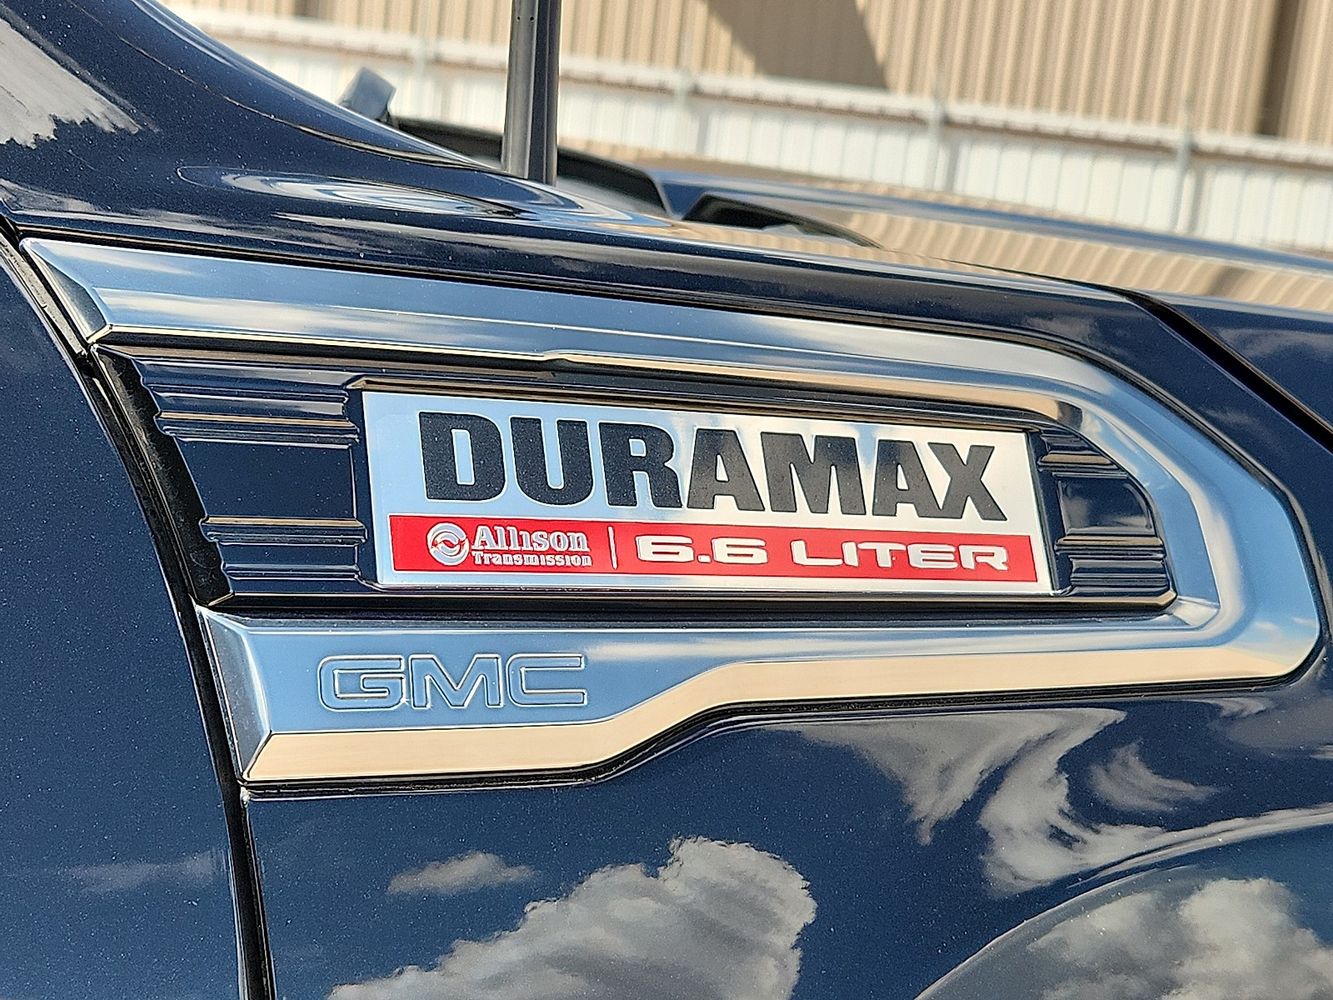 DURAMAX
Allison
Transmission
6.6 LITER
GMC